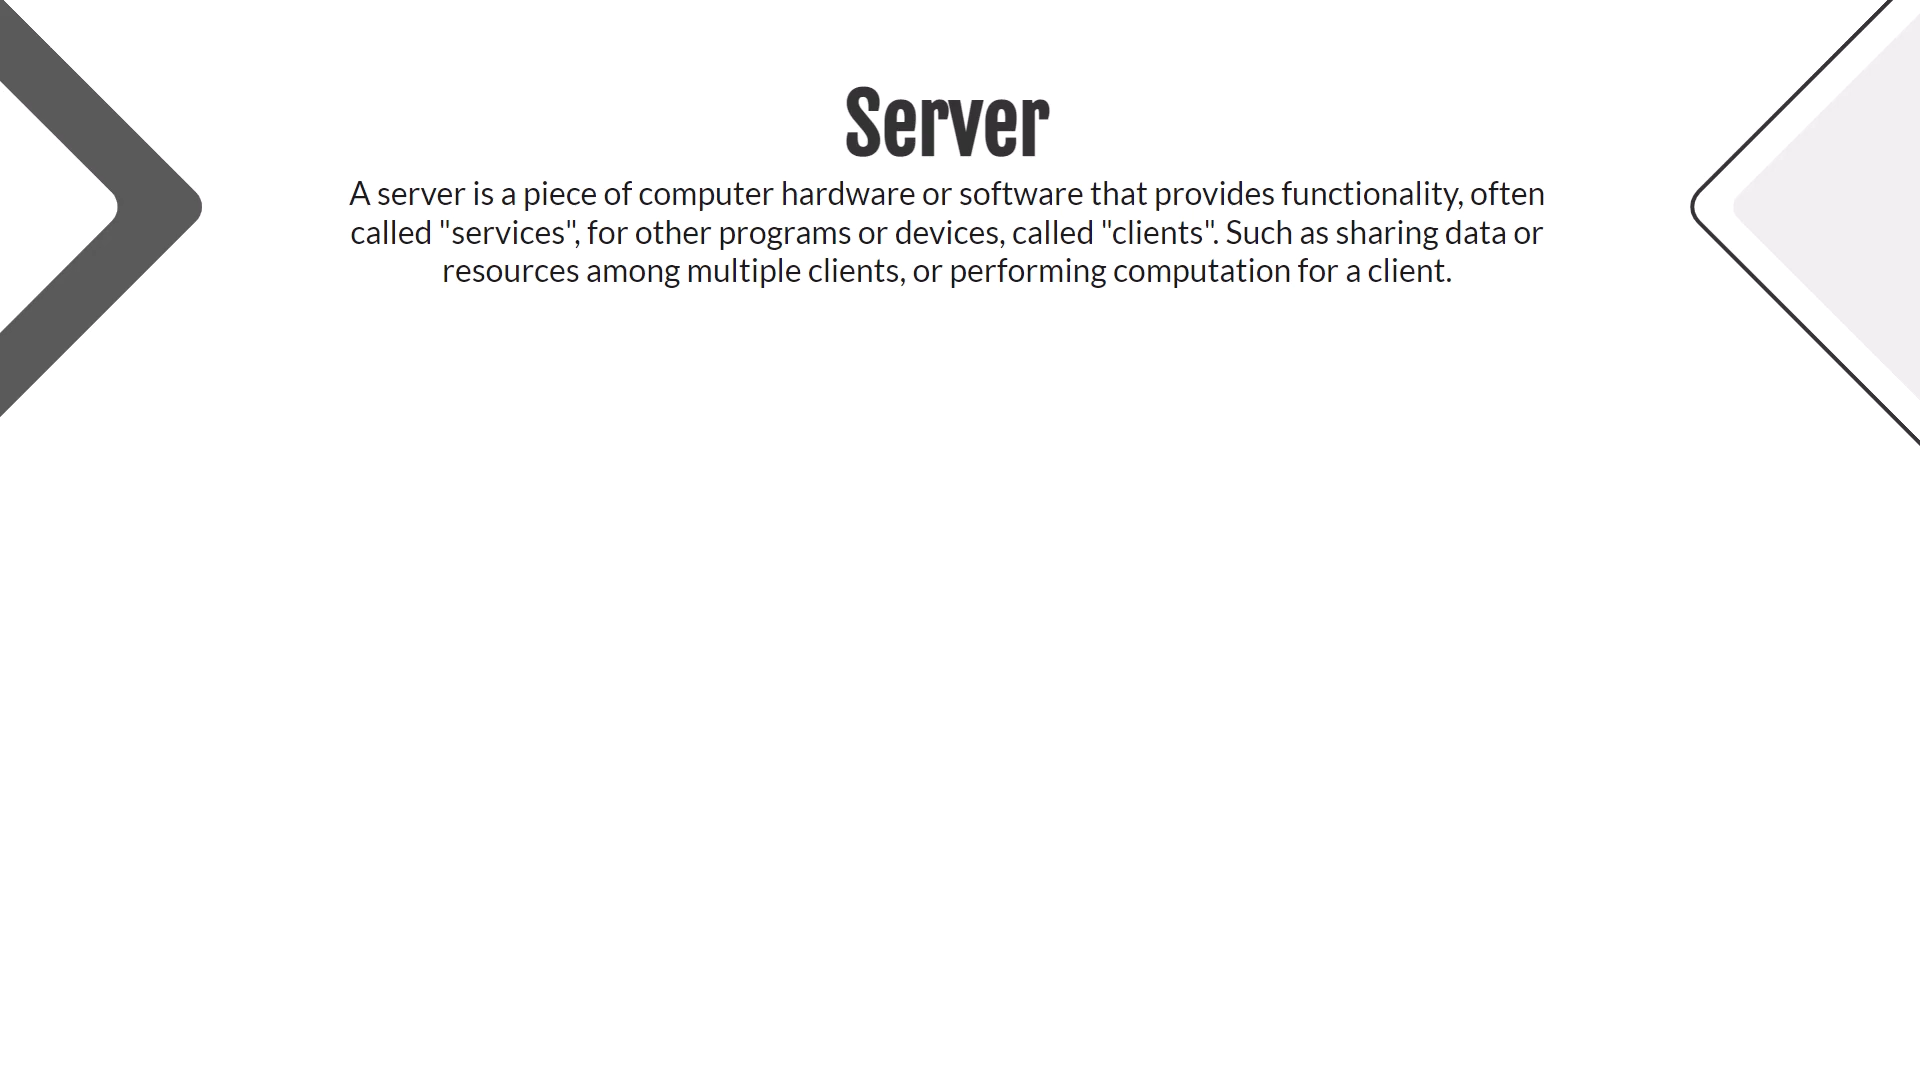 Server
A server is a piece of computer hardware or software that provides functionality, often
called "services", for other programs or devices, called "clients". Such as sharing data or
resources among multiple clients, or performing computation for a client.